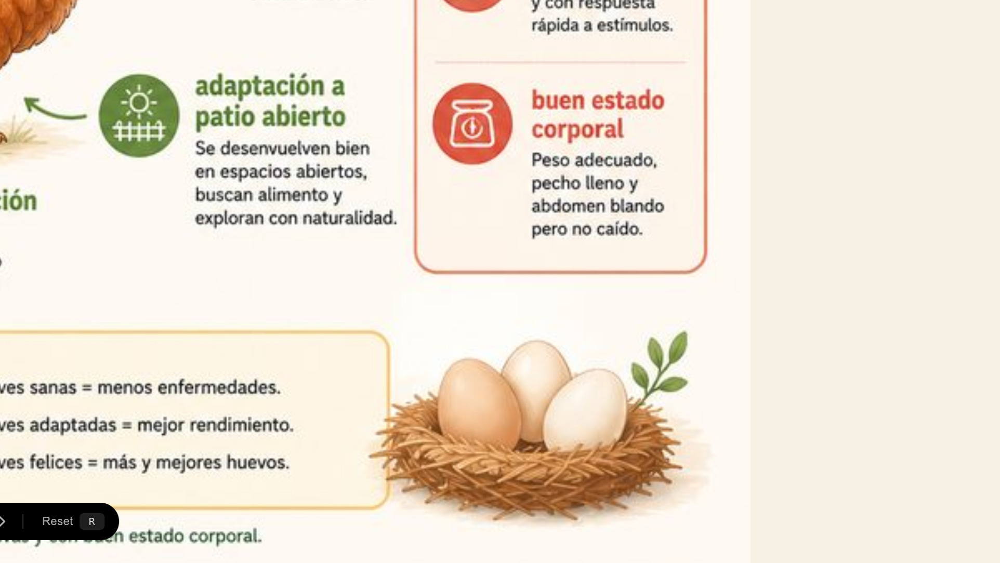 y con respuesta
rápida a estímulos.
adaptación a
patio abierto
Se desenvuelven bien
en espacios abiertos,
buscan alimento y
exploran con naturalidad.
buen estado
corporal
Peso adecuado,
pecho lleno y
abdomen blando
pero no caído.
ción
ves sanas = menos enfermedades.
ves adaptadas = mejor rendimiento.
ves felices = más y mejores huevos.
Reset R
en estado corporal.